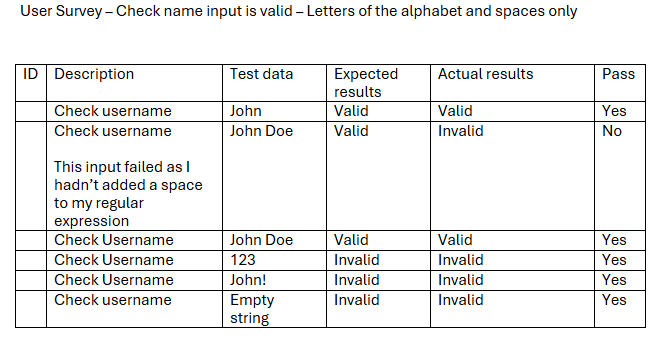 User Survey – Check name input is valid – Letters of the alphabet and spaces only
ID Description Test data Expected results Actual results Pass
Check username John Valid Valid Yes
Check username John Doe Valid Invalid No
This input failed as I
hadn't added a space
to my regular
expression
Check Username John Doe Valid Valid Yes
Check Username 123 Invalid Invalid Yes
Check Username John! Invalid Invalid Yes
Check username Empty string Invalid Invalid Yes